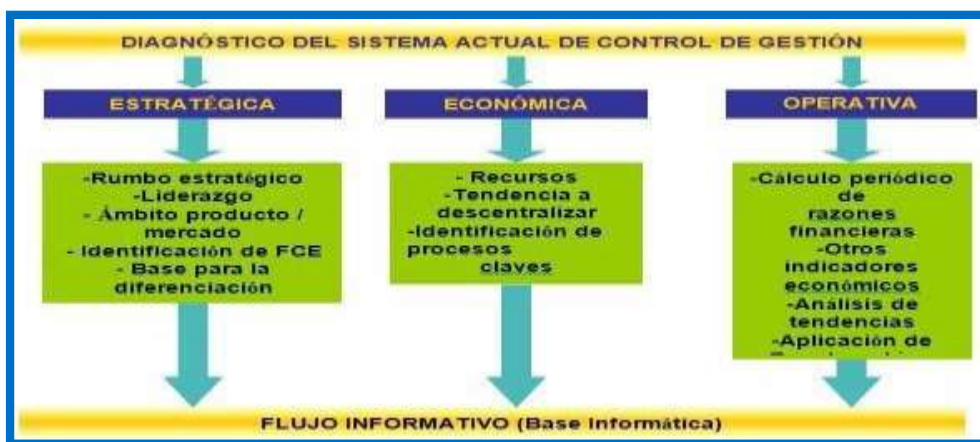 DIAGNÓSTICO DEL SISTEMA ACTUAL DE CONTROL DE GESTIÓN
ESTRATÉGICA
-Rumbo estratégico
-Liderazgo
- Ámbito producto /
mercado
- Identificación de FCE
- Base para la
diferenciación
ECONÓMICA
- Recursos
-Tendencia a
descentralizar
-Identificación de
procesos
claves
OPERATIVA
-Cálculo periódico
de
razones
financieras
-Otros
indicadores
económicos
-Análisis de
tendencias
-Aplicación de
FLUJO INFORMATIVO (Base Informática)